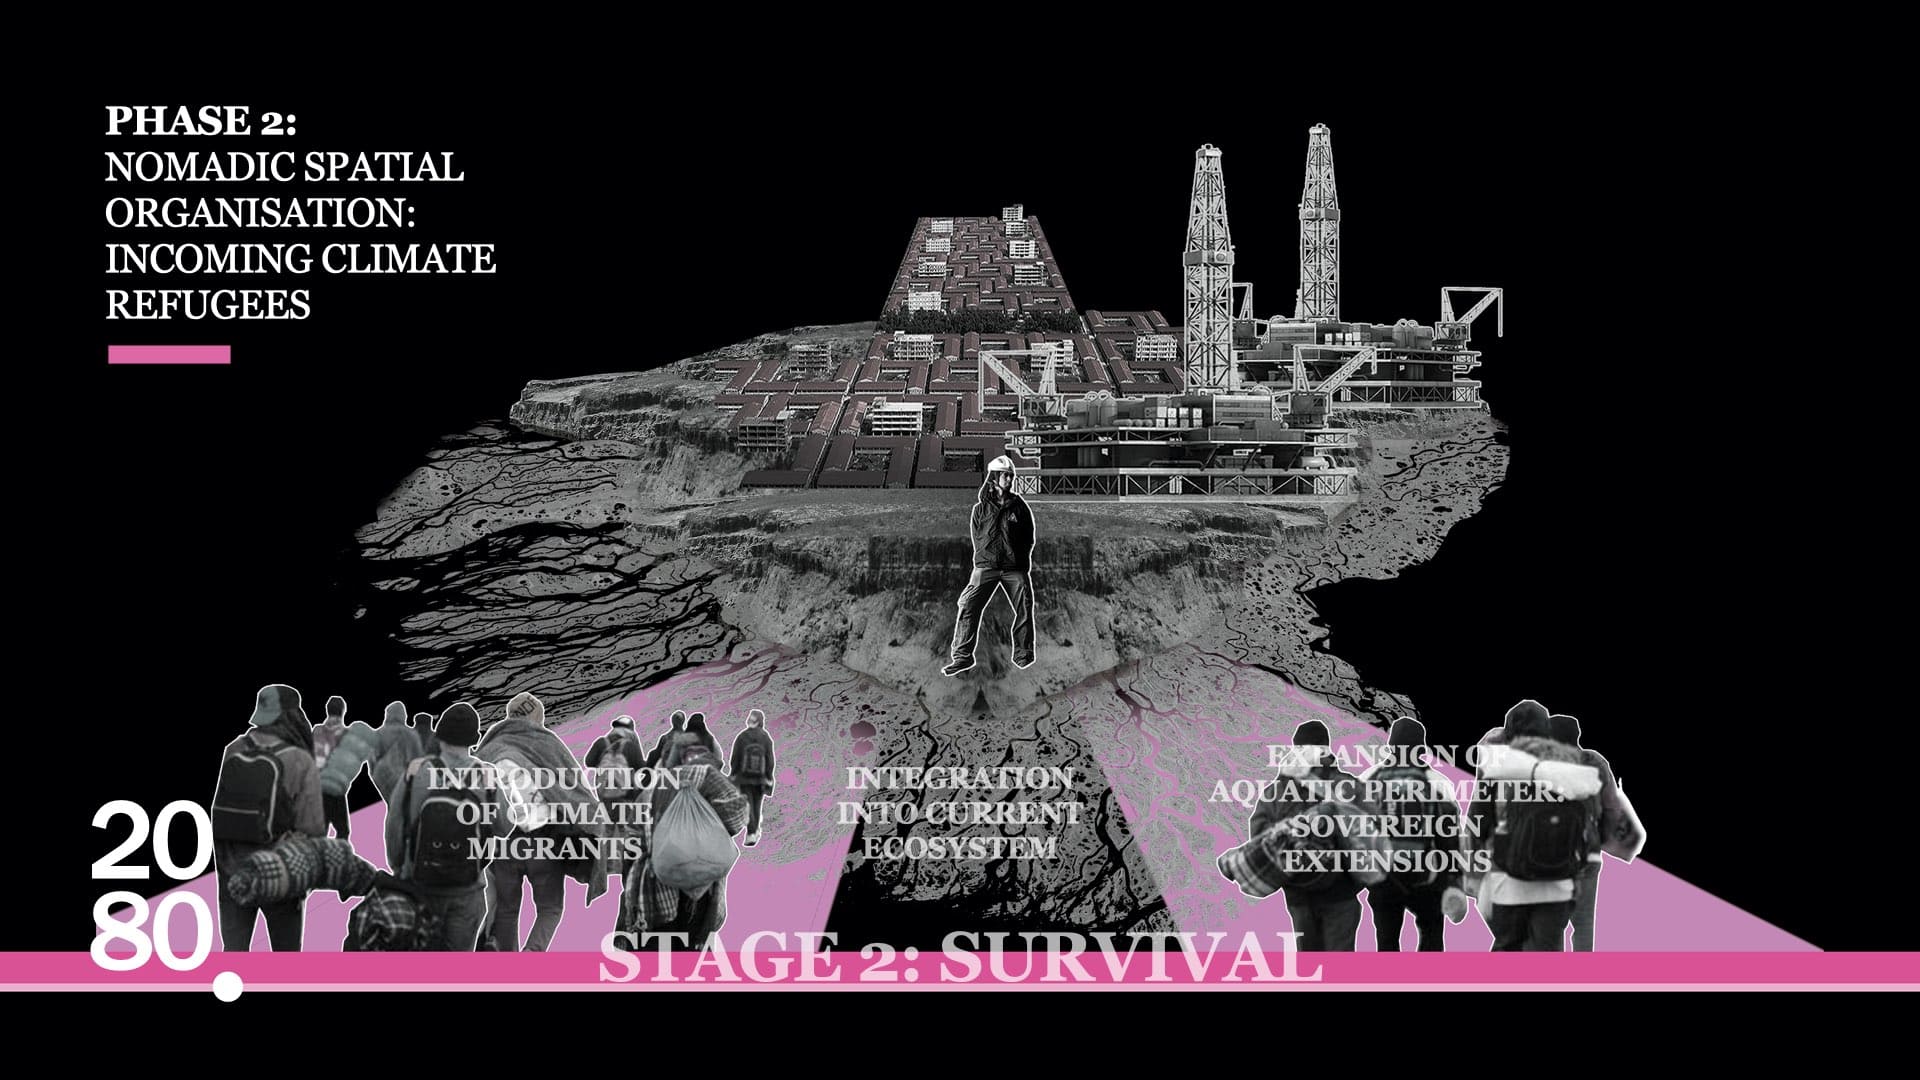 PHASE 2:
NOMADIC SPATIAL
ORGANISATION:
INCOMING CLIMATE
REFUGEES
INTRODUCTION
OF CLIMATE
MIGRANTS
INTEGRATION
INTO CURRENT
ECOSYSTEM
EXPANSION OF
AQUATIC PERIMETER:
SOVEREIGN
EXTENSIONS
20
80
STAGE 2: SURVIVAL